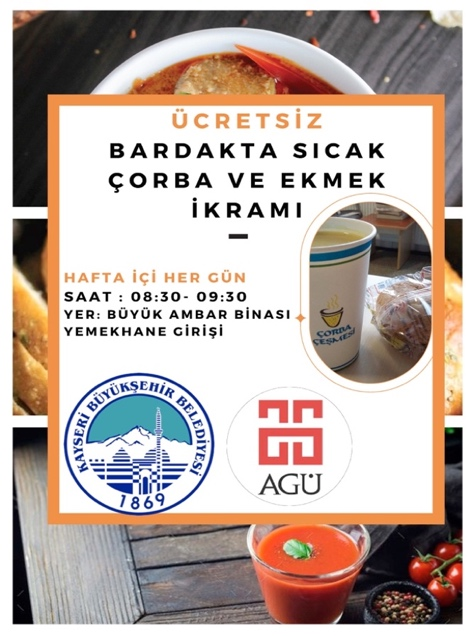 ÜCRETSİZ
BARDAKTA SICAK
ÇORBA VE EKMEK
İKRAMI
HAFTA İÇİ HER GÜN
SAAT : 08:30- 09:30
YER: BÜYÜK AMBAR BİNASI
YEMEKHANE GİRİŞİ
ÇORBA
ÇEŞMESİ
KAYSERİ BÜYÜKŞEHİR BELEDİYESİ
1869
AGÜ